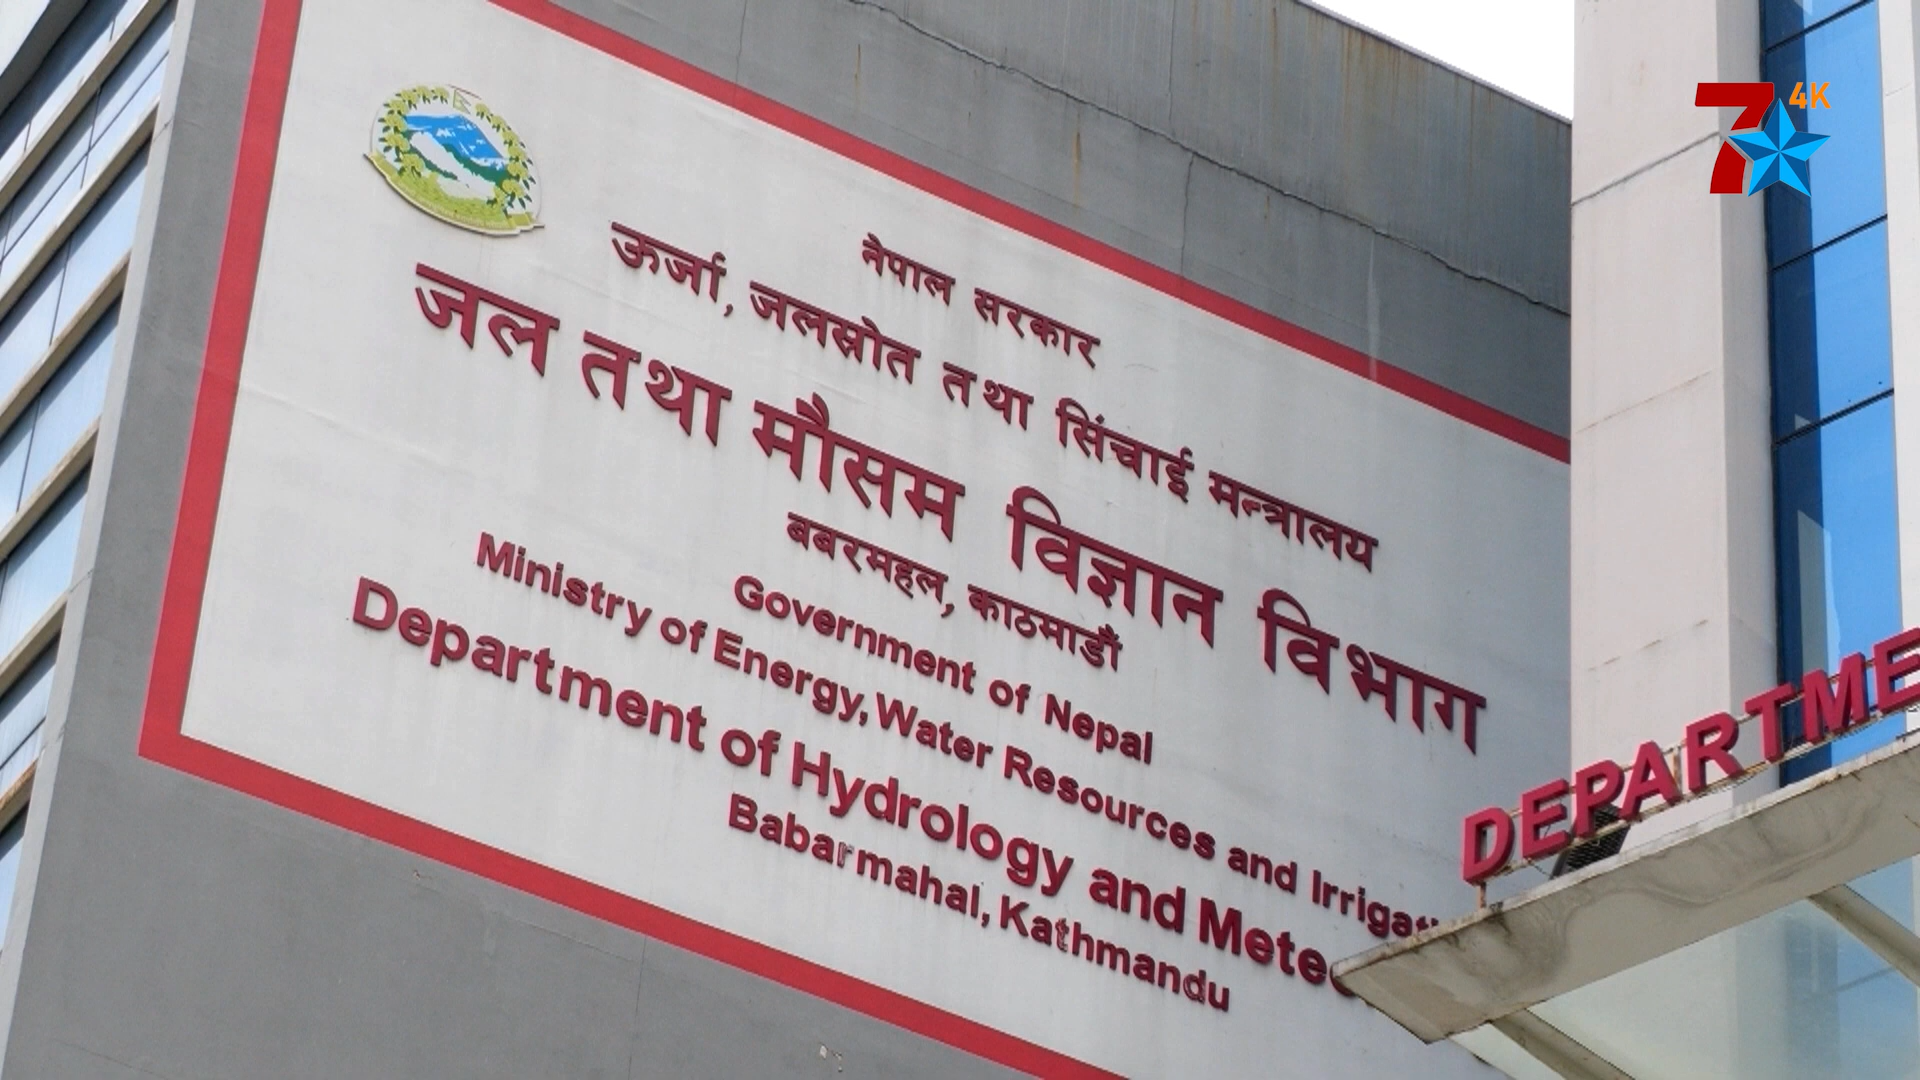 नेपाल सरकार
ऊर्जा, जलस्रोत तथा सिंचाई मन्त्रालय
जल तथा मौसम विज्ञान विभाग
बबरमहल, काठमाडौं
Government of Nepal
Ministry of Energy, Water Resources and Irrigati
Department of Hydrology and Meteo
Babarmahal, Kathmandu
DEPARTME
7 4K